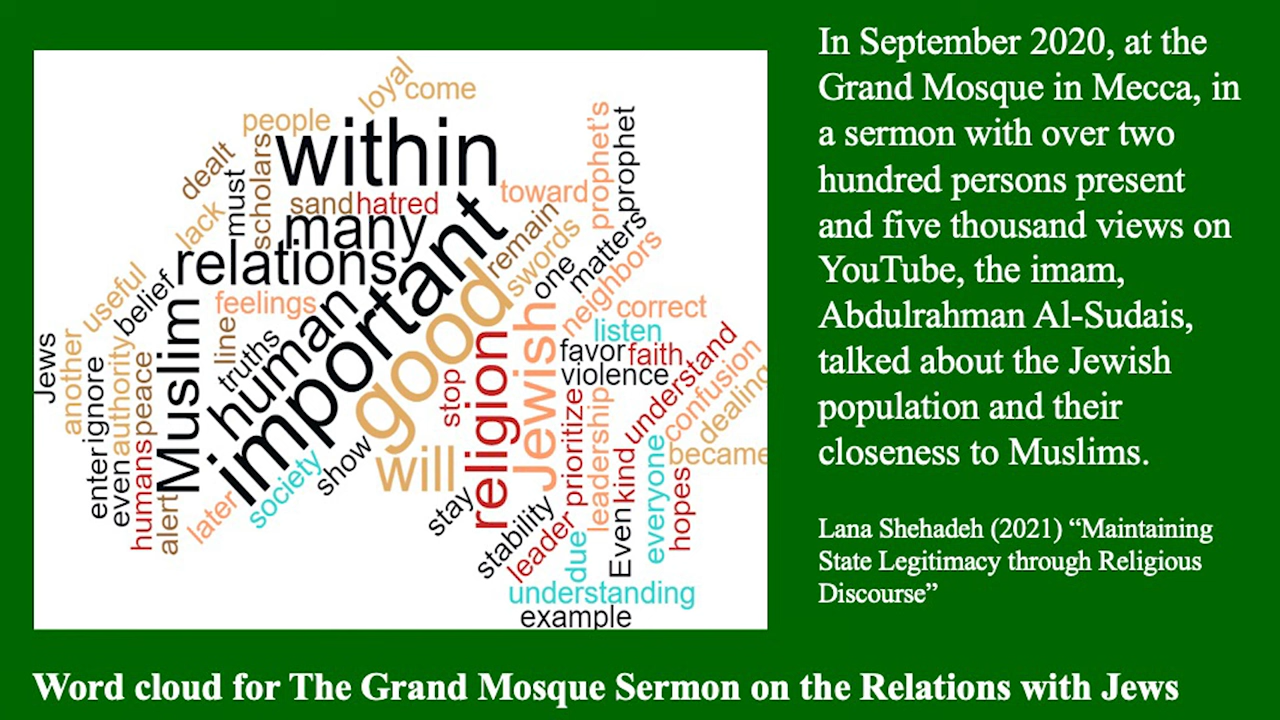 loyal
come
people
within
dealt
must
scholars
sand
hatred
toward
prophet's
prophet
lack
many
remain
swords
relations
one
matters
neighbors
useful
belief
feelings
correct
listen
Muslim
line
truths
human
important
good
Jewish
religion
favor
faith
violence
understand
confusion
dealing
Jews
another
ignore
authority
peace
stop
prioritize
leadership
enter
even
humans
alert
later
society
show
will
became
kind
everyone
hopes
stay
stability
leader
due
Even
understanding
example
In September 2020, at the
Grand Mosque in Mecca, in
a sermon with over two
hundred persons present
and five thousand views on
YouTube, the imam,
Abdulrahman Al-Sudais,
talked about the Jewish
population and their
closeness to Muslims.
Lana Shehadeh (2021) “Maintaining
State Legitimacy through Religious
Discourse”
Word cloud for The Grand Mosque Sermon on the Relations with Jews